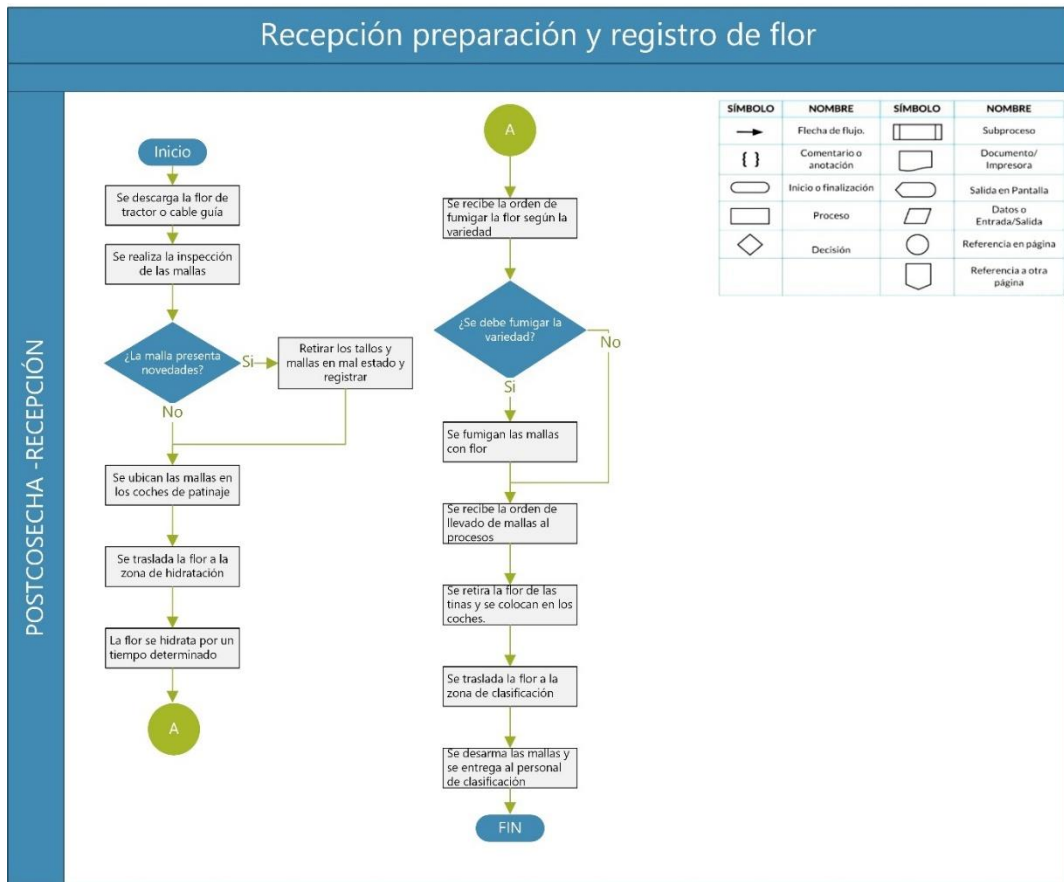 Recepción preparación y registro de flor
POSTCOSECHA -RECEPCIÓN
Inicio
Se descarga la flor de
tractor o cable guía
Se realiza la inspección
de las mallas
¿La malla presenta
novedades?
Si
Retirar los tallos y
mallas en mal estado y
registrar
No
Se ubican las mallas en
los coches de patinaje
Se traslada la flor a la
zona de hidratación
La flor se hidrata por un
tiempo determinado
A
A
Se recibe la orden de
fumigar la flor según la
variedad
¿Se debe fumigar la
variedad?
No
Si
Se fumigan las mallas
con flor
Se recibe la orden de
llevado de mallas al
procesos
Se retira la flor de las
tinas y se colocan en los
coches.
Se traslada la flor a la
zona de clasificación
Se desarma las mallas y
se entrega al personal
de clasificación
FIN
SÍMBOLO NOMBRE SÍMBOLO NOMBRE
Flecha de flujo. Subproceso
{ } Comentario o
anotación
Documento/
Impresora
Inicio o finalización Salida en Pantalla
Proceso Datos o
Entrada/Salida
Decisión Referencia en página
Referencia a otra
página